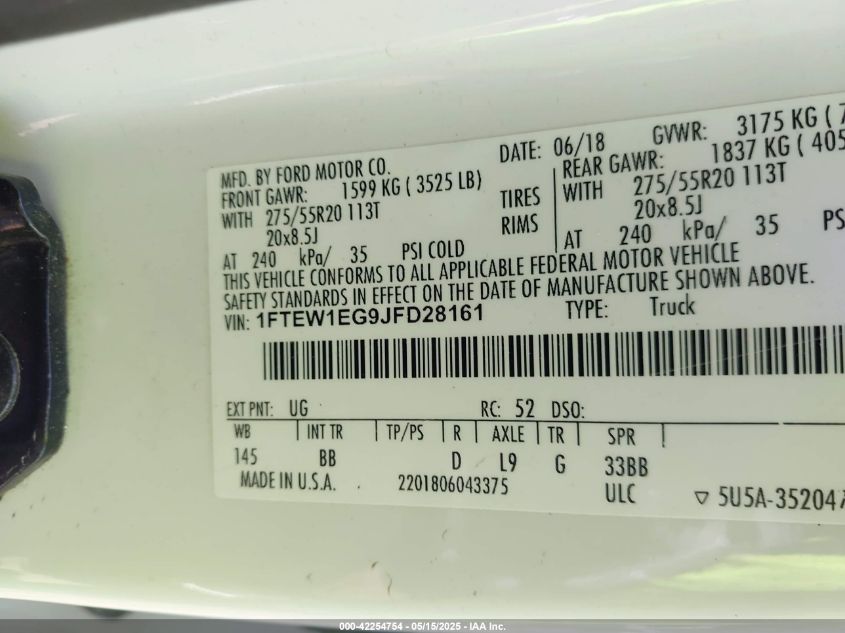 MFD. BY FORD MOTOR CO. DATE: 06/18 GVWR: 3175 KG ( 7
FRONT GAWR: 1599 KG ( 3525 LB) REAR GAWR: 1837 KG ( 405
WITH 275/55R20 113T TIRES WITH 275/55R20 113T
20x8.5J RIMS 20x8.5J
AT 240 kPa/ 35 PSI COLD AT 240 kPa/ 35 PS
THIS VEHICLE CONFORMS TO ALL APPLICABLE FEDERAL MOTOR VEHICLE
SAFETY STANDARDS IN EFFECT ON THE DATE OF MANUFACTURE SHOWN ABOVE.
VIN: 1FTEW1EG9JFD28161 TYPE: Truck
EXT PNT: UG RC: 52 DSO:
WB INT TR TP/PS R AXLE TR SPR
145 BB D L9 G 33BB
MADE IN U.S.A. 2201806043375 ULC ▽ 5U5A-35204
000-42254754 - 05/15/2025 - IAA Inc.